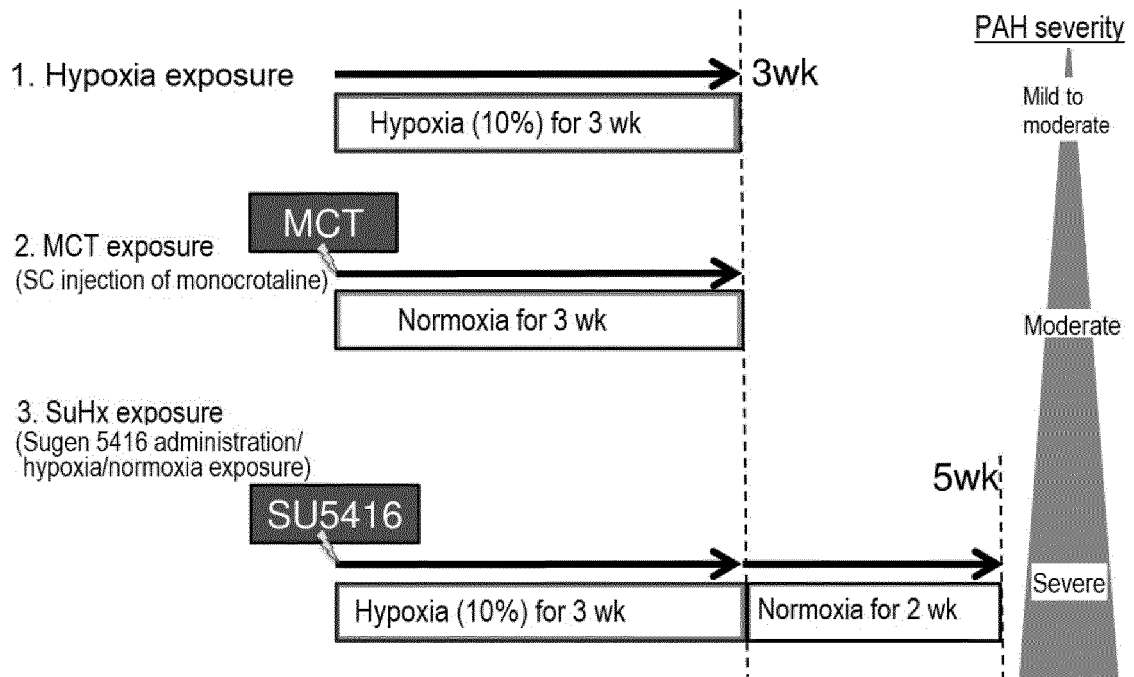 PAH severity
1. Hypoxia exposure
3wk
Hypoxia (10%) for 3 wk
Mild to
moderate
MCT
2. MCT exposure
(SC injection of monocrotaline)
Normoxia for 3 wk
Moderate
3. SuHx exposure
(Sugen 5416 administration/
hypoxia/normoxia exposure)
5wk
SU5416
Hypoxia (10%) for 3 wk
Normoxia for 2 wk
Severe